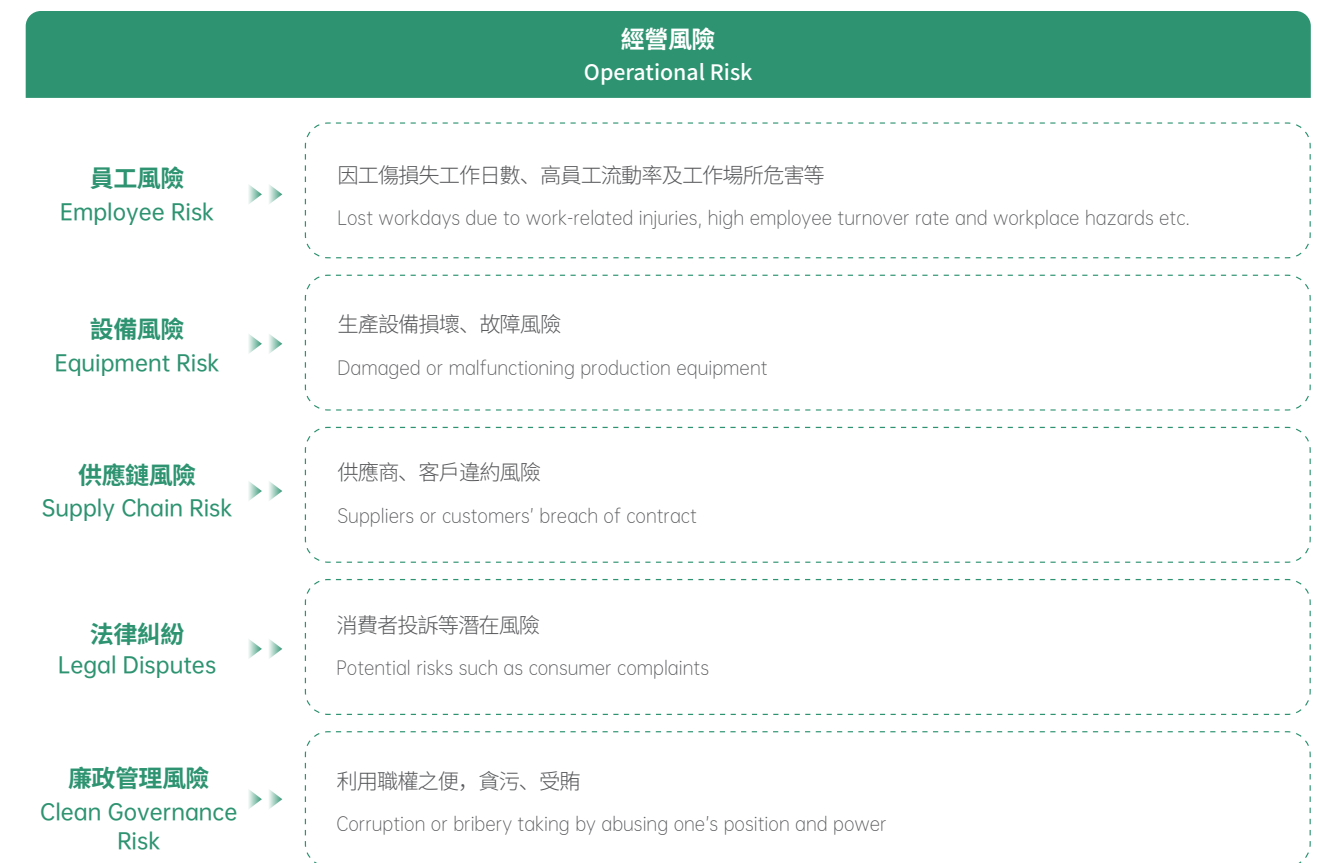 經營風險
Operational Risk
員工風險
Employee Risk
因工傷損失工作日數、高員工流動率及工作場所危害等
Lost workdays due to work-related injuries, high employee turnover rate and workplace hazards etc.
設備風險
Equipment Risk
生產設備損壞、故障風險
Damaged or malfunctioning production equipment
供應鏈風險
Supply Chain Risk
供應商、客戶違約風險
Suppliers or customers' breach of contract
法律糾紛
Legal Disputes
消費者投訴等潛在風險
Potential risks such as consumer complaints
廉政管理風險
Clean Governance
Risk
利用職權之便，貪污、受賄
Corruption or bribery taking by abusing one's position and power